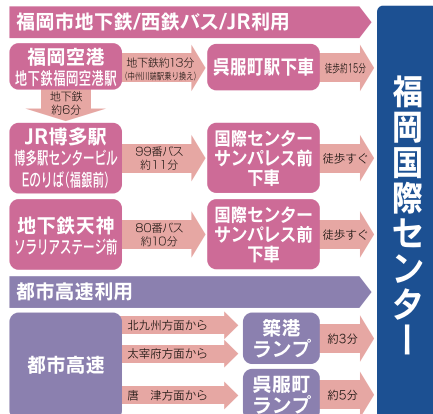 福岡市地下鉄/西鉄バス/JR利用
福岡空港
地下鉄福岡空港駅
地下鉄約13分
(中州川端駅乗り換え)
呉服町駅下車
徒歩約15分
地下鉄
約6分
JR博多駅
博多駅センタービル
Eのりば(福銀前)
99番バス
約11分
国際センター
サンパレス前
下車
徒歩すぐ
地下鉄天神
ソラリアステージ前
80番バス
約10分
国際センター
サンパレス前
下車
徒歩すぐ
都市高速利用
都市高速
北九州方面から
太宰府方面から
築港
ランプ
約3分
唐 津方面から
呉服町
ランプ
約5分
福岡国際センター